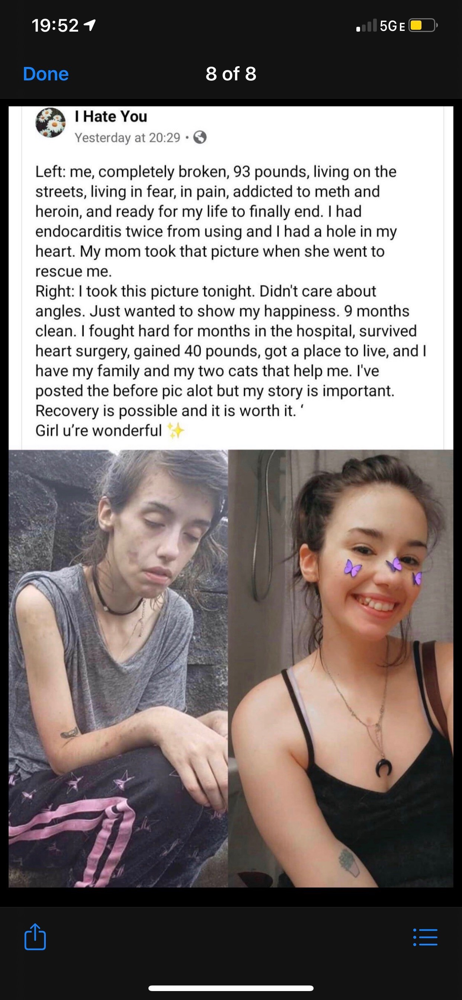 19:52
5GE
Done
8 of 8
I Hate You
Yesterday at 20:29 •
Left: me, completely broken, 93 pounds, living on the
streets, living in fear, in pain, addicted to meth and
heroin, and ready for my life to finally end. I had
endocarditis twice from using and I had a hole in my
heart. My mom took that picture when she went to
rescue me.
Right: I took this picture tonight. Didn't care about
angles. Just wanted to show my happiness. 9 months
clean. I fought hard for months in the hospital, survived
heart surgery, gained 40 pounds, got a place to live, and I
have my family and my two cats that help me. I've
posted the before pic alot but my story is important.
Recovery is possible and it is worth it. ‘
Girl u’re wonderful ✨